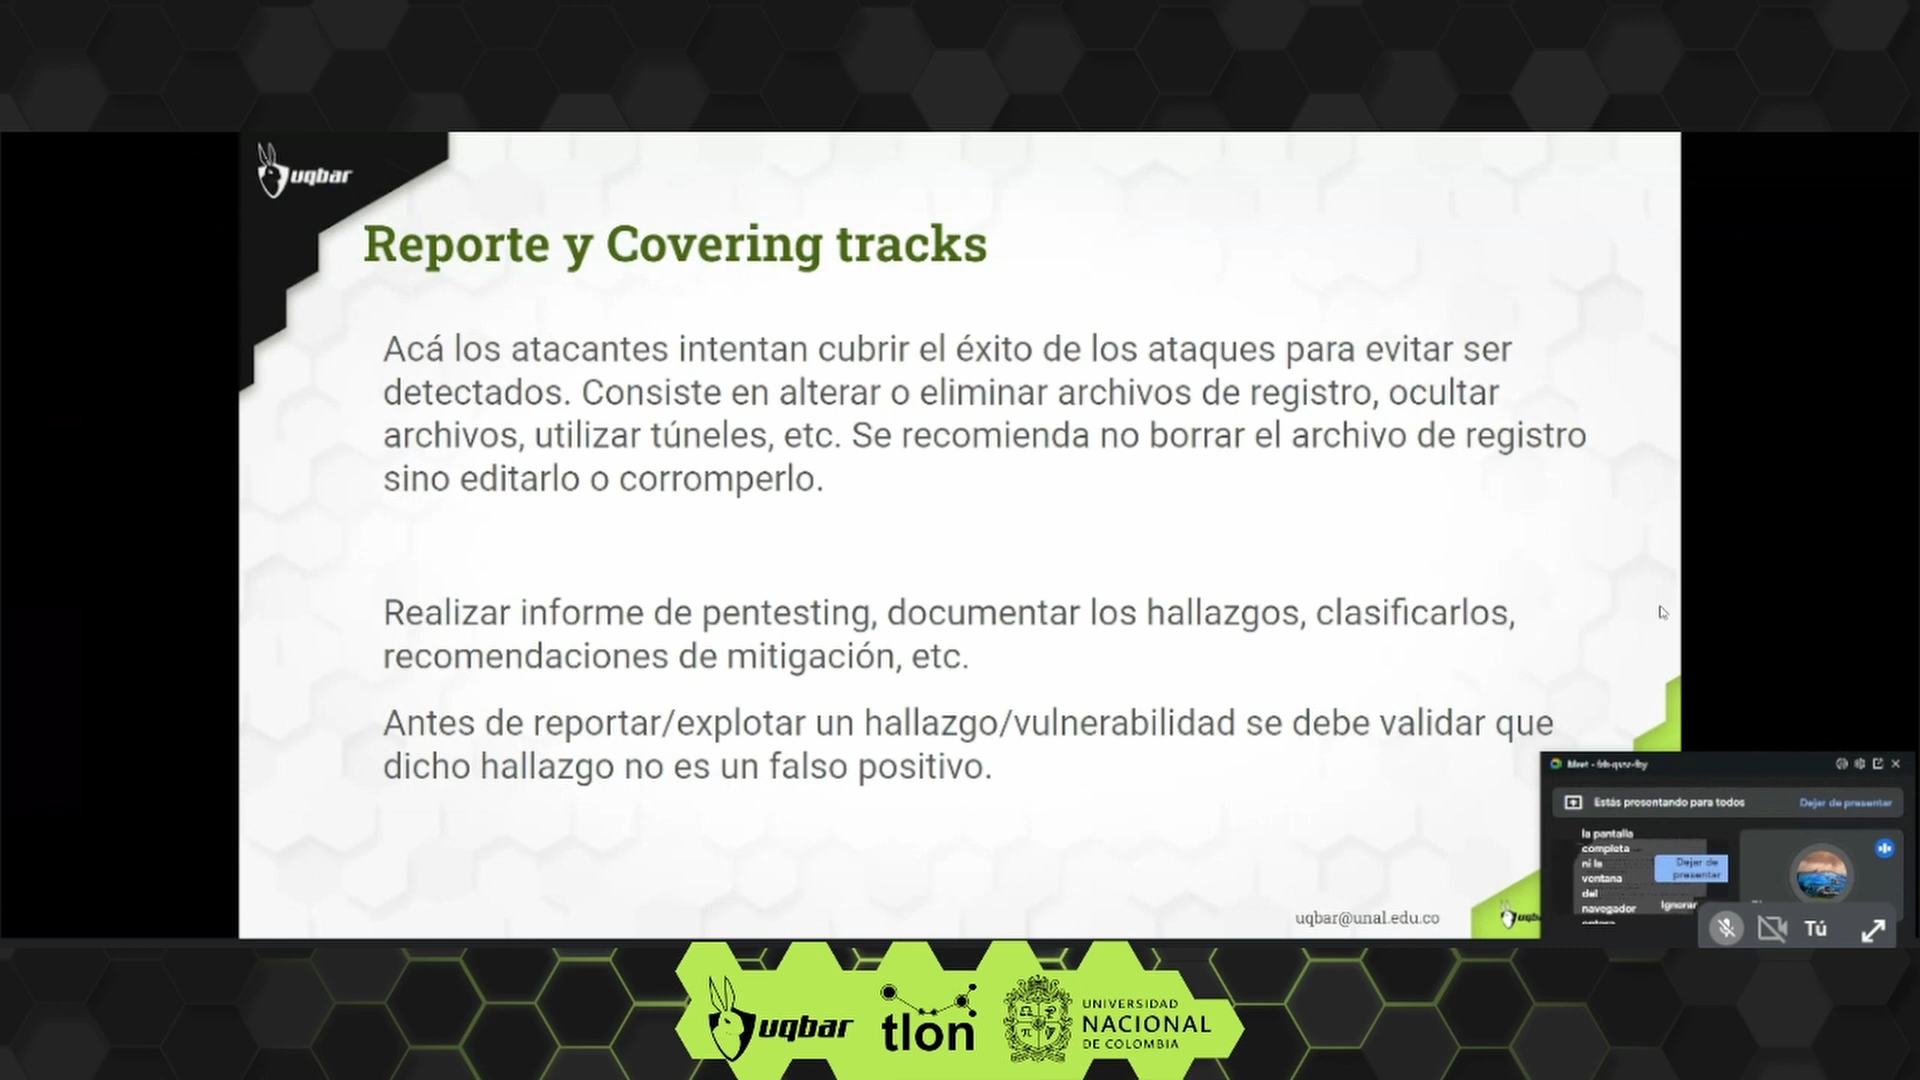 uqbar
Reporte y Covering tracks
Acá los atacantes intentan cubrir el éxito de los ataques para evitar ser
detectados. Consiste en alterar o eliminar archivos de registro, ocultar
archivos, utilizar túneles, etc. Se recomienda no borrar el archivo de registro
sino editarlo o corromperlo.
Realizar informe de pentesting, documentar los hallazgos, clasificarlos,
recomendaciones de mitigación, etc.
Antes de reportar/explotar un hallazgo/vulnerabilidad se debe validar que
dicho hallazgo no es un falso positivo.
Meet -
Estás presentando para todos
Dejar de presentar
la pantalla
completa
ni la
ventana
del
navegador
Dejar de
presentar
Ignorar
Tú
uqbar@unal.edu.co
uqbar
tlon
UNIVERSIDAD
NACIONAL
DE COLOMBIA